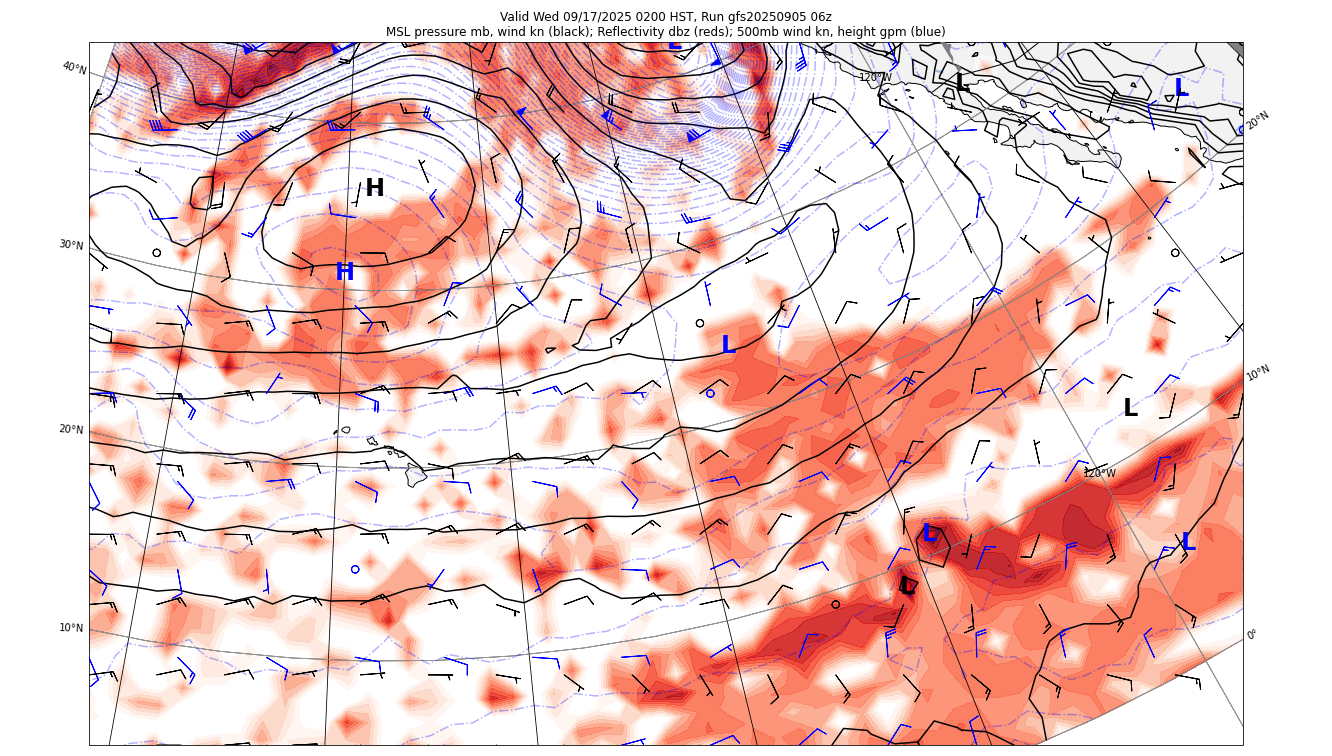 Valid Wed 09/17/2025 0200 HST, Run gfs20250905 06z
MSL pressure mb, wind kn (black); Reflectivity dbz (reds); 500mb wind kn, height gpm (blue)
L
40°N
120°W
L
L
20°N
H
30°N
H
L
10°N
L
20°N
120°W
L
L
L
10°N
0°